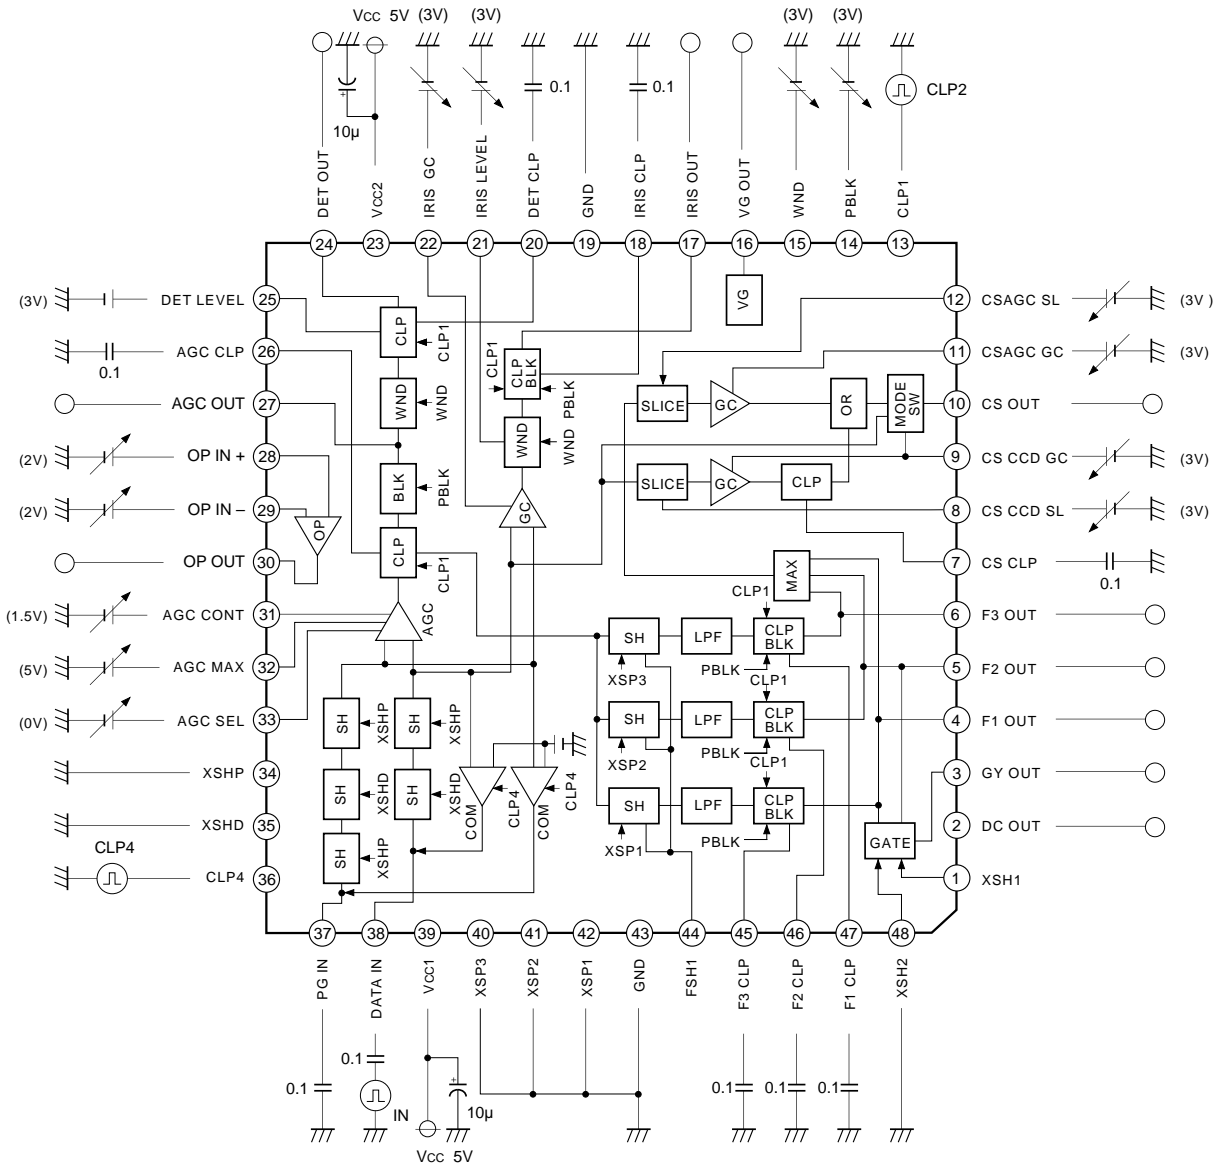 Vcc 5V (3V) (3V) (3V) (3V)
0.1 0.1 CLP2
10μ
DET OUT
Vcc2
IRIS GC
IRIS LEVEL
DET CLP
GND
IRIS CLP
IRIS OUT
VG OUT
WND
PBLK
CLP1
24 23 22 21 20 19 18 17 16 15 14 13
(3V) DET LEVEL 25
0.1 AGC CLP 26
AGC OUT 27
(2V) OP IN + 28
(2V) OP IN – 29
OP OUT 30
(1.5V) AGC CONT 31
(5V) AGC MAX 32
(0V) AGC SEL 33
XSHP 34
XSHD 35
CLP4
CLP4 36
12 CSAGC SL (3V )
11 CSAGC GC (3V)
10 CS OUT
9 CS CCD GC (3V)
8 CS CCD SL (3V)
7 CS CLP 0.1
6 F3 OUT
5 F2 OUT
4 F1 OUT
3 GY OUT
2 DC OUT
1 XSH1
CLP CLP1
WND WND
BLK PBLK
CLP CLP1
AGC
OP
CLP1 CLP BLK PBLK
WND WND
GC
VG
SLICE GC OR MODE SW
SLICE GC CLP
MAX
CLP1
SH LPF CLP BLK
XSP3 PBLK
CLP1
SH LPF CLP BLK
XSP2 PBLK
CLP1
SH LPF CLP BLK
XSP1 PBLK
GATE
SH XSHP SH XSHP
SH XSHD SH XSHD
SH XSHP
COM CLP4 COM CLP4
37 38 39 40 41 42 43 44 45 46 47 48
PG IN
DATA IN
Vcc1
XSP3
XSP2
XSP1
GND
FSH1
F3 CLP
F2 CLP
F1 CLP
XSH2
0.1 0.1 IN 10μ 0.1 0.1 0.1
Vcc 5V